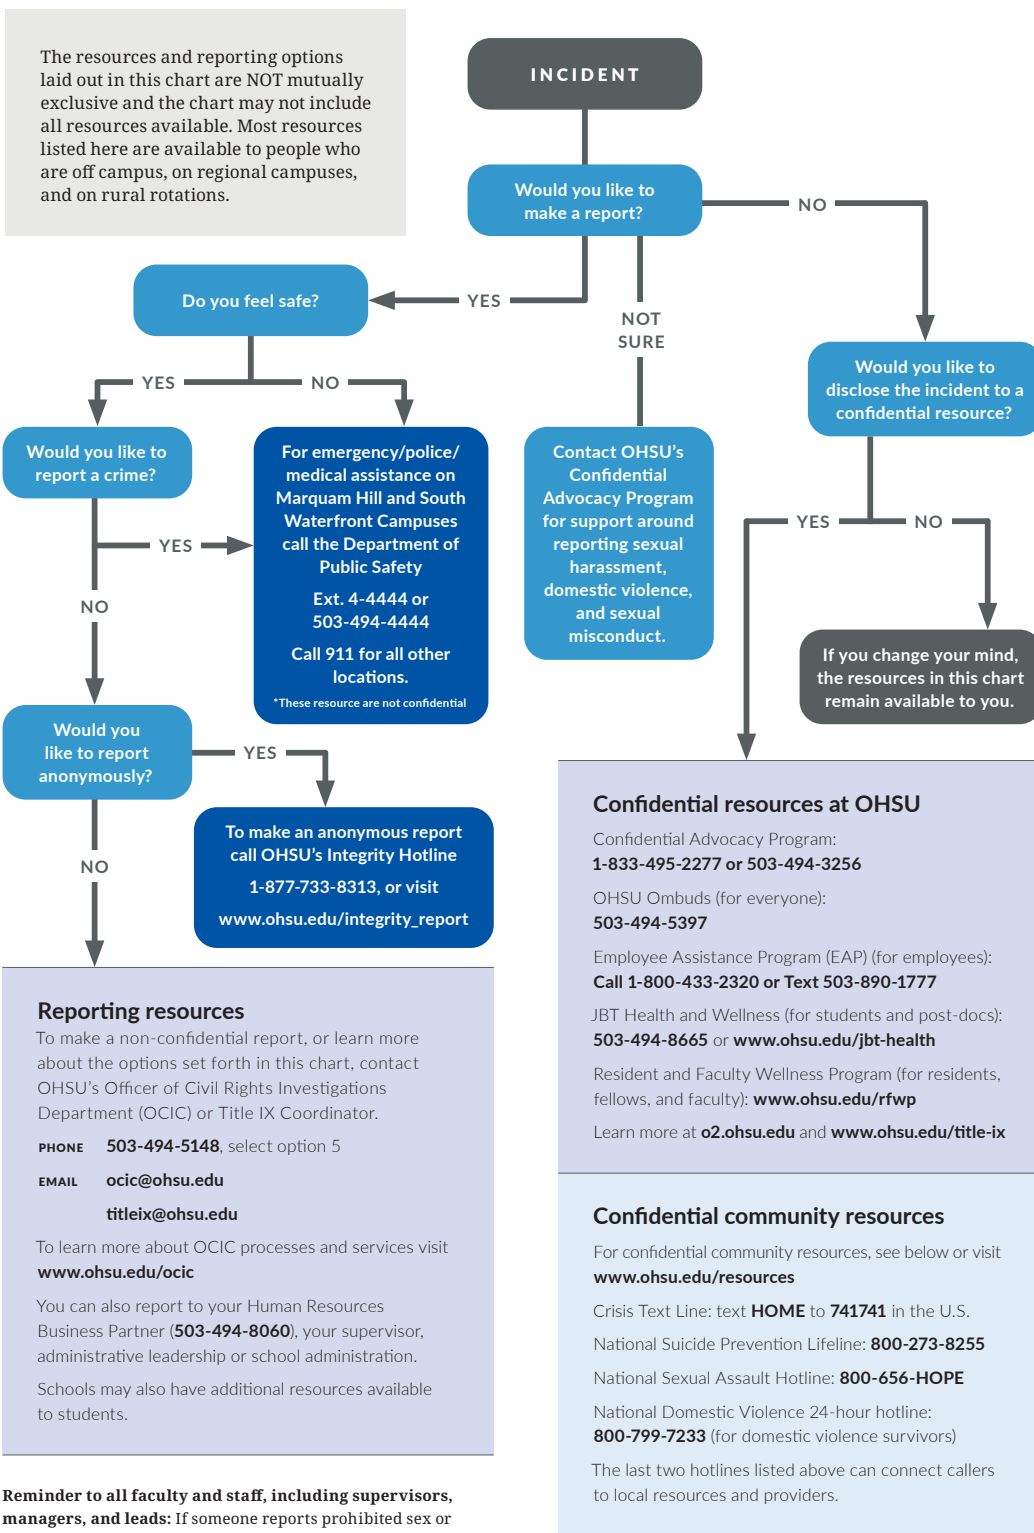 The resources and reporting options
laid out in this chart are NOT mutually
exclusive and the chart may not include
all resources available. Most resources
listed here are available to people who
are off campus, on regional campuses,
and on rural rotations.
INCIDENT
Would you like to
make a report?
NO
YES
NOT
SURE
Do you feel safe?
YES
NO
Would you like to
disclose the incident to a
confidential resource?
Would you like to
report a crime?
YES
NO
For emergency/police/
medical assistance on
Marquam Hill and South
Waterfront Campuses
call the Department of
Public Safety
Ext. 4-4444 or
503-494-4444
Call 911 for all other
locations.
*These resource are not confidential
Contact OHSU's
Confidential
Advocacy Program
for support around
reporting sexual
harassment,
domestic violence,
and sexual
misconduct.
YES
NO
If you change your mind,
the resources in this chart
remain available to you.
Would you
like to report
anonymously?
YES
NO
To make an anonymous report
call OHSU's Integrity Hotline
1-877-733-8313, or visit
www.ohsu.edu/integrity_report
Reporting resources
To make a non-confidential report, or learn more
about the options set forth in this chart, contact
OHSU's Officer of Civil Rights Investigations
Department (OCIC) or Title IX Coordinator.
PHONE 503-494-5148, select option 5
EMAIL ocic@ohsu.edu
titleix@ohsu.edu
To learn more about OCIC processes and services visit
www.ohsu.edu/ocic
You can also report to your Human Resources
Business Partner (503-494-8060), your supervisor,
administrative leadership or school administration.
Schools may also have additional resources available
to students.
Reminder to all faculty and staff, including supervisors,
managers, and leads: If someone reports prohibited sex or
Confidential resources at OHSU
Confidential Advocacy Program:
1-833-495-2277 or 503-494-3256
OHSU Ombuds (for everyone):
503-494-5397
Employee Assistance Program (EAP) (for employees):
Call 1-800-433-2320 or Text 503-890-1777
JBT Health and Wellness (for students and post-docs):
503-494-8665 or www.ohsu.edu/jbt-health
Resident and Faculty Wellness Program (for residents,
fellows, and faculty): www.ohsu.edu/rfwp
Learn more at o2.ohsu.edu and www.ohsu.edu/title-ix
Confidential community resources
For confidential community resources, see below or visit
www.ohsu.edu/resources
Crisis Text Line: text HOME to 741741 in the U.S.
National Suicide Prevention Lifeline: 800-273-8255
National Sexual Assault Hotline: 800-656-HOPE
National Domestic Violence 24-hour hotline:
800-799-7233 (for domestic violence survivors)
The last two hotlines listed above can connect callers
to local resources and providers.